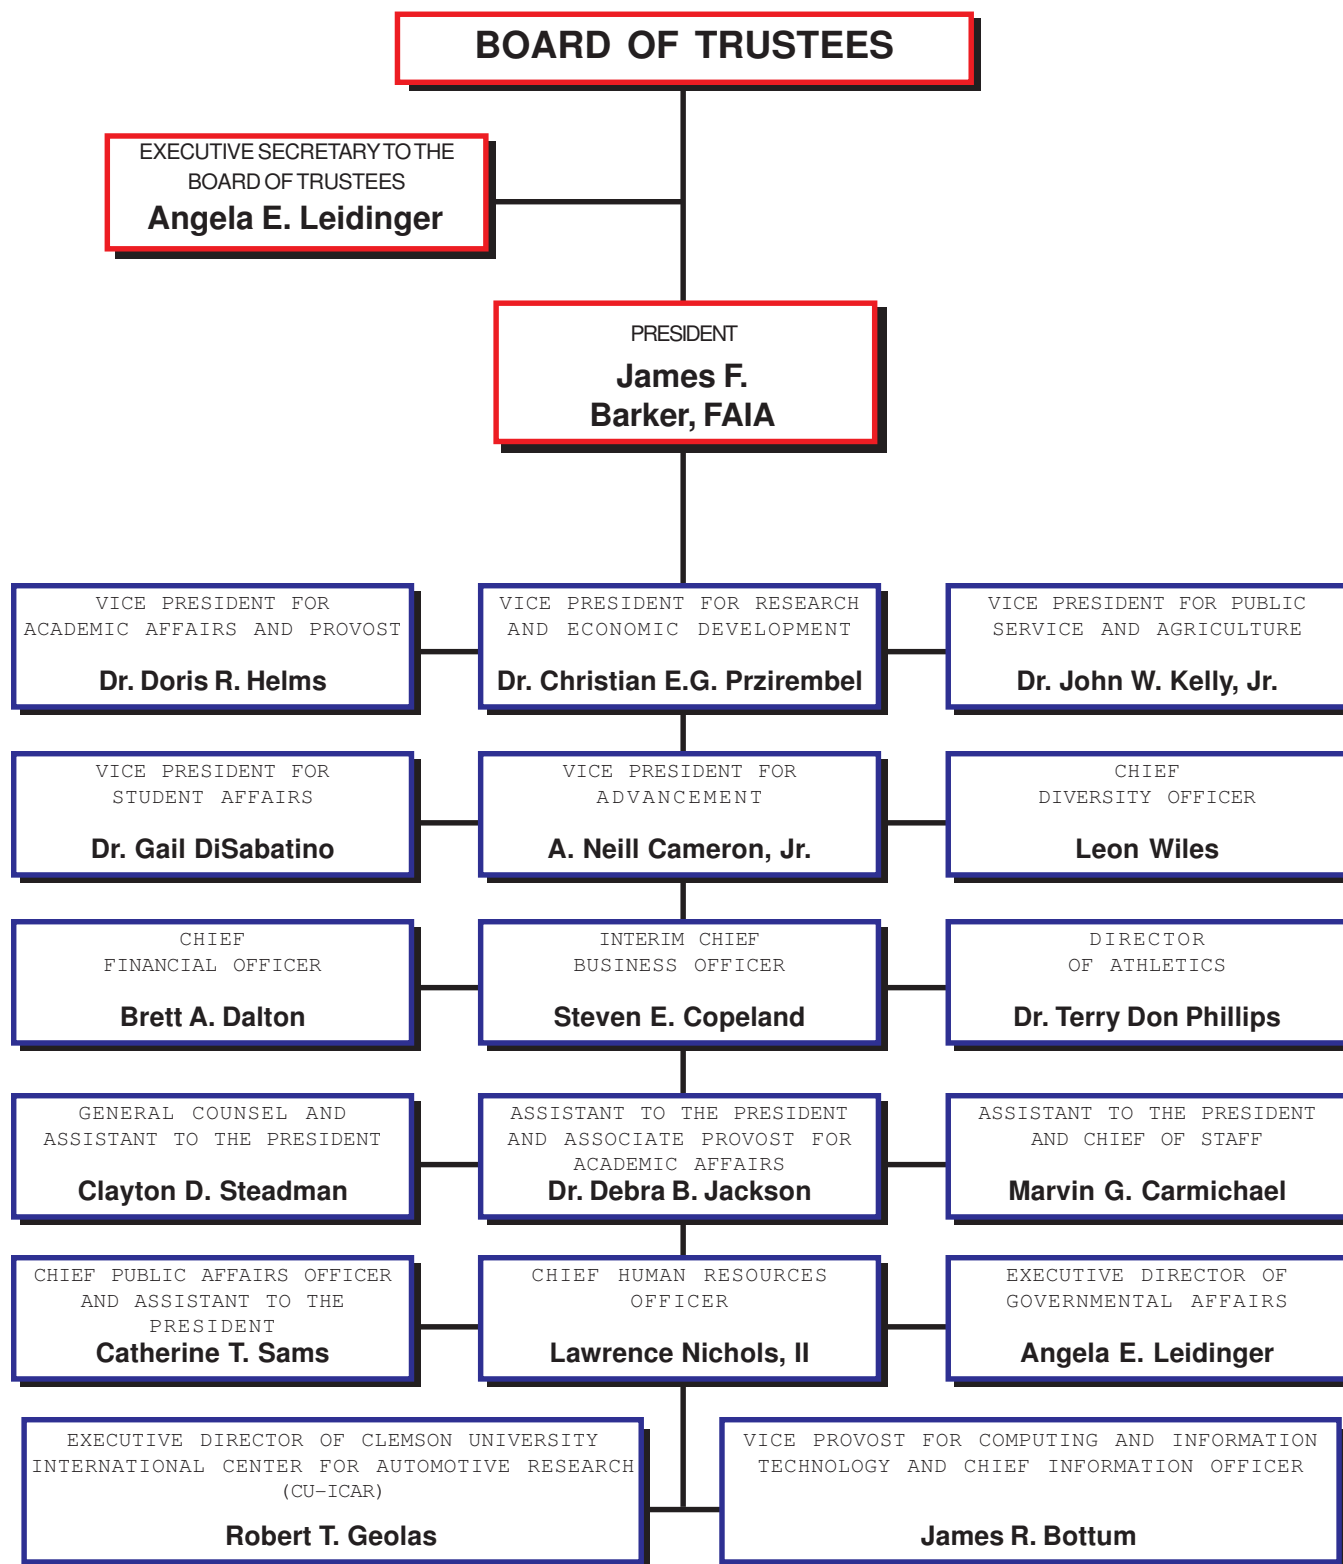 BOARD OF TRUSTEES
EXECUTIVE SECRETARY TO THE
BOARD OF TRUSTEES
Angela E. Leidinger
PRESIDENT
James F.
Barker, FAIA
VICE PRESIDENT FOR
ACADEMIC AFFAIRS AND PROVOST
Dr. Doris R. Helms
VICE PRESIDENT FOR RESEARCH
AND ECONOMIC DEVELOPMENT
Dr. Christian E.G. Przirembel
VICE PRESIDENT FOR PUBLIC
SERVICE AND AGRICULTURE
Dr. John W. Kelly, Jr.
VICE PRESIDENT FOR
STUDENT AFFAIRS
Dr. Gail DiSabatino
VICE PRESIDENT FOR
ADVANCEMENT
A. Neill Cameron, Jr.
CHIEF
DIVERSITY OFFICER
Leon Wiles
CHIEF
FINANCIAL OFFICER
Brett A. Dalton
INTERIM CHIEF
BUSINESS OFFICER
Steven E. Copeland
DIRECTOR
OF ATHLETICS
Dr. Terry Don Phillips
GENERAL COUNSEL AND
ASSISTANT TO THE PRESIDENT
Clayton D. Steadman
ASSISTANT TO THE PRESIDENT
AND ASSOCIATE PROVOST FOR
ACADEMIC AFFAIRS
Dr. Debra B. Jackson
ASSISTANT TO THE PRESIDENT
AND CHIEF OF STAFF
Marvin G. Carmichael
CHIEF PUBLIC AFFAIRS OFFICER
AND ASSISTANT TO THE
PRESIDENT
Catherine T. Sams
CHIEF HUMAN RESOURCES
OFFICER
Lawrence Nichols, II
EXECUTIVE DIRECTOR OF
GOVERNMENTAL AFFAIRS
Angela E. Leidinger
EXECUTIVE DIRECTOR OF CLEMSON UNIVERSITY
INTERNATIONAL CENTER FOR AUTOMOTIVE RESEARCH
(CU-ICAR)
Robert T. Geolas
VICE PROVOST FOR COMPUTING AND INFORMATION
TECHNOLOGY AND CHIEF INFORMATION OFFICER
James R. Bottum